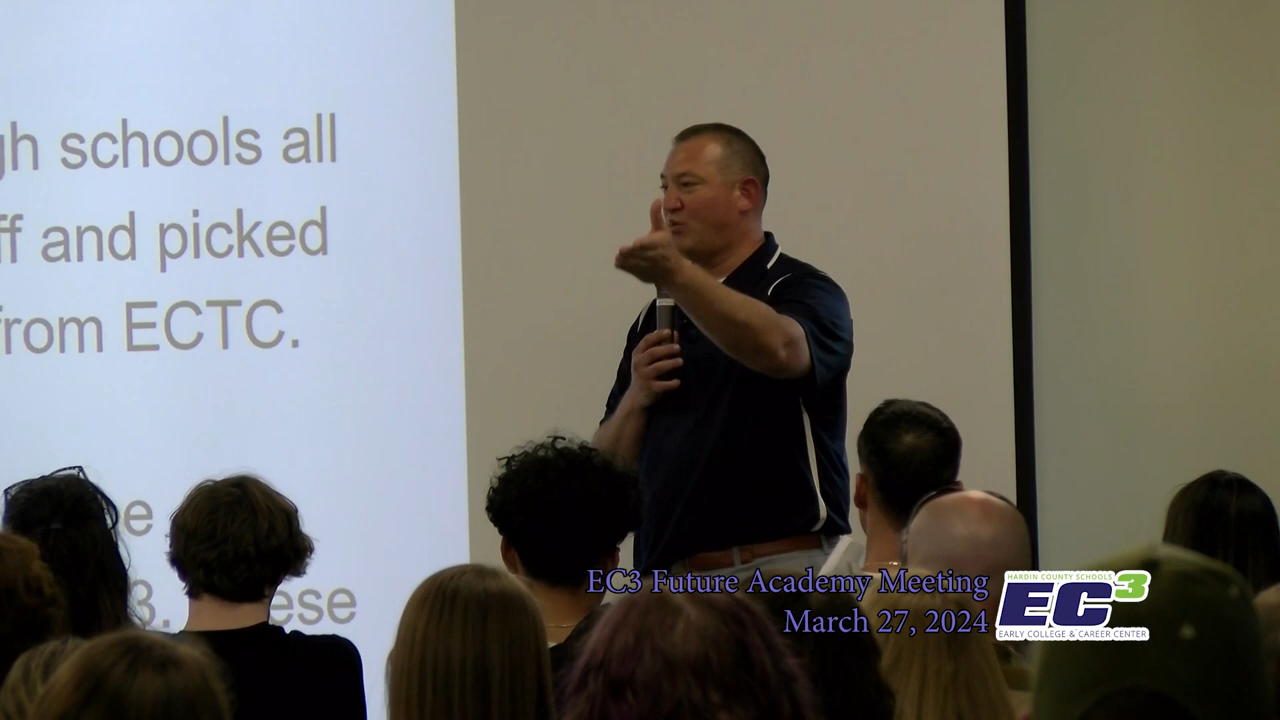 gh schools all
ff and picked
from ECTC.
e
3. ese
EC3 Future Academy Meeting
March 27, 2024
HARDIN COUNTY SCHOOLS
EC3
EARLY COLLEGE & CAREER CENTER